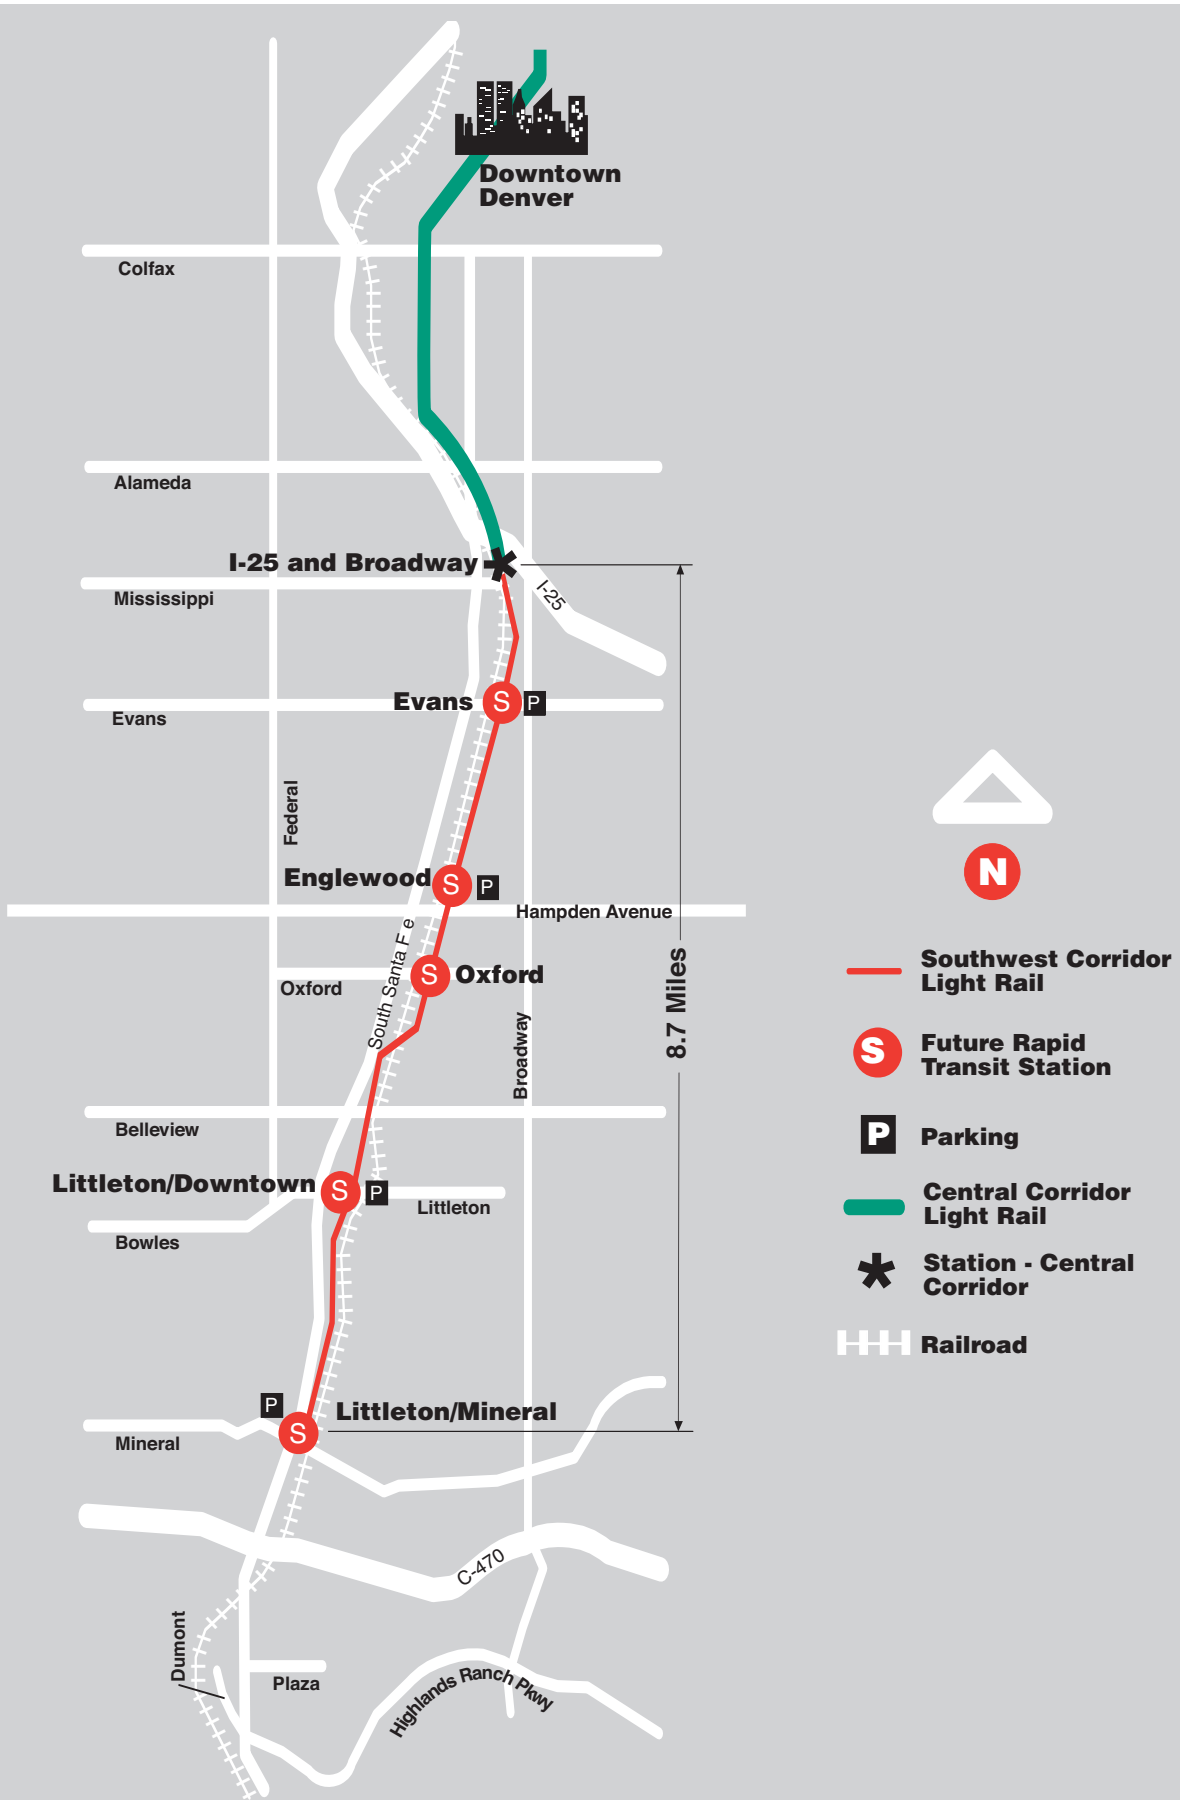 Downtown
Denver
Colfax
Alameda
I-25 and Broadway
Mississippi
I-25
Evans
S
P
Evans
Federal
Englewood
S
P
Hampden Avenue
South Santa F e
S
Oxford
Oxford
Broadway
8.7 Miles
Belleview
Littleton/Downtown
S
P
Littleton
Bowles
P
Littleton/Mineral
S
Mineral
C-470
Dumont
Plaza
Highlands Ranch Pkwy
N
Southwest Corridor
Light Rail
S
Future Rapid
Transit Station
P
Parking
Central Corridor
Light Rail
Station - Central
Corridor
Railroad